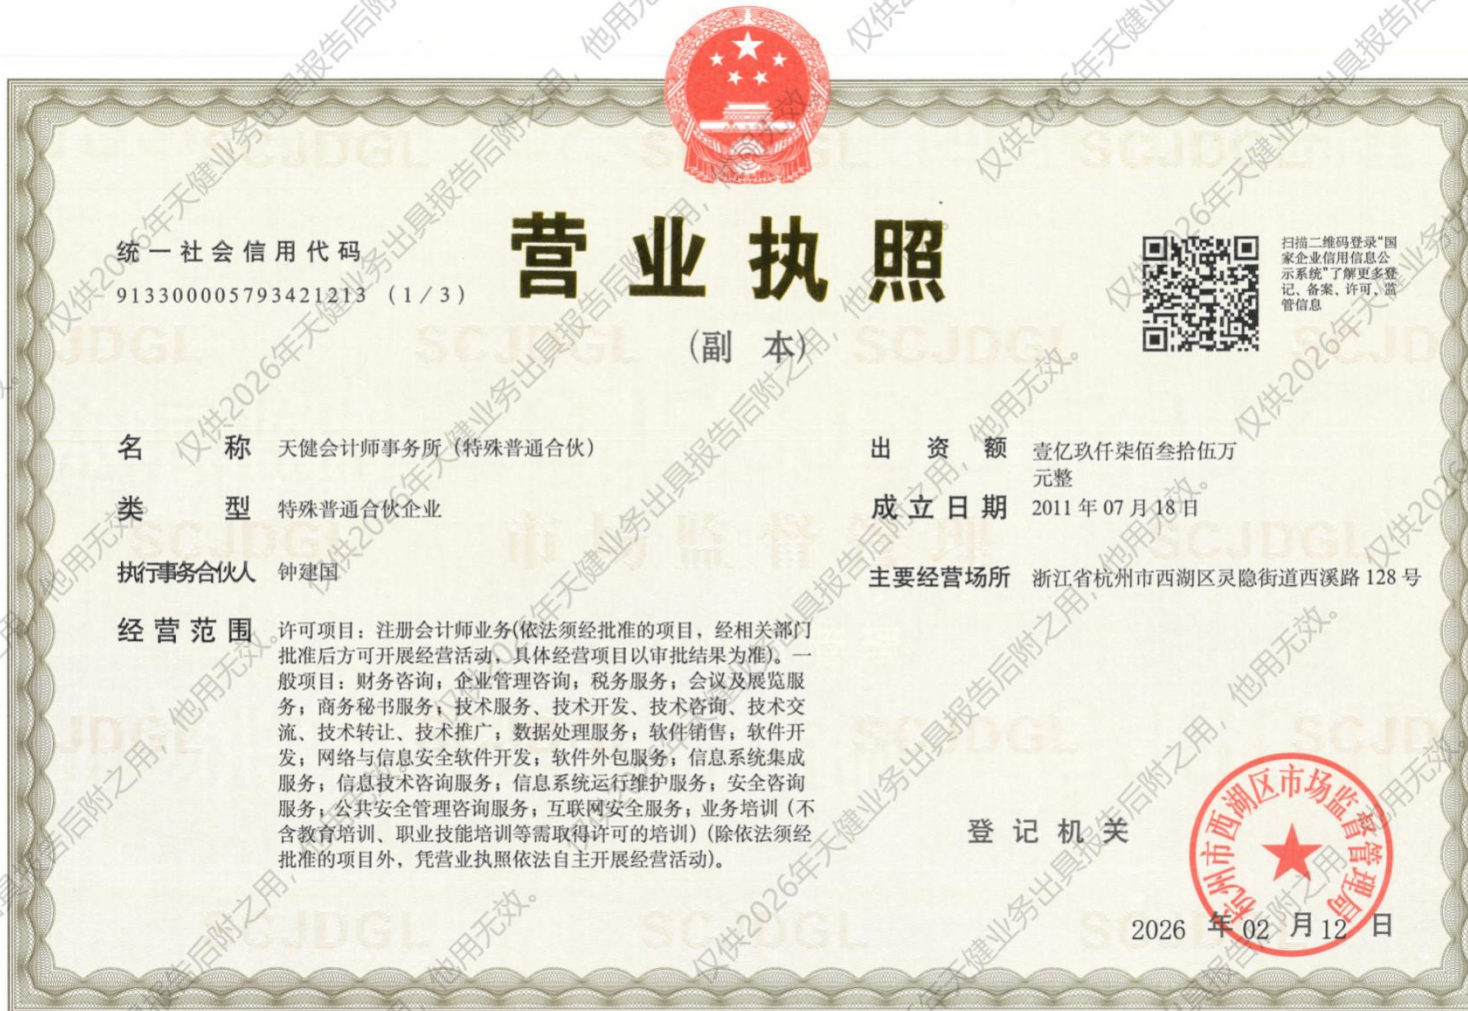 营业执照
（副 本）
统一社会信用代码
913300005793421213 （1/3）
扫描二维码登录“国
家企业信用信息公
示系统”了解更多登
记、备案、许可、监
管信息
名 称 天健会计师事务所（特殊普通合伙）
类 型 特殊普通合伙企业
执行事务合伙人 钟建国
经营范围 许可项目：注册会计师业务(依法须经批准的项目，经相关部门
批准后方可开展经营活动，具体经营项目以审批结果为准)。一
般项目：财务咨询；企业管理咨询；税务服务；会议及展览服
务；商务秘书服务；技术服务、技术开发、技术咨询、技术交
流、技术转让、技术推广；数据处理服务；软件销售；软件开
发；网络与信息安全软件开发；软件外包服务；信息系统集成
服务；信息技术咨询服务；信息系统运行维护服务；安全咨询
服务；公共安全管理咨询服务；互联网安全服务；业务培训（不
含教育培训、职业技能培训等需取得许可的培训）(除依法须经
批准的项目外，凭营业执照依法自主开展经营活动)。
出 资 额 壹亿玖仟柒佰叁拾伍万
元整
成立日期 2011 年 07 月 18 日
主要经营场所 浙江省杭州市西湖区灵隐街道西溪路 128 号
登记机关
杭州市西湖区市场监督管理局
2026 年 02 月 12 日
仅供2026年天健业务出具报告后附之用，他用无效。
SCJDGL
市场监督管理